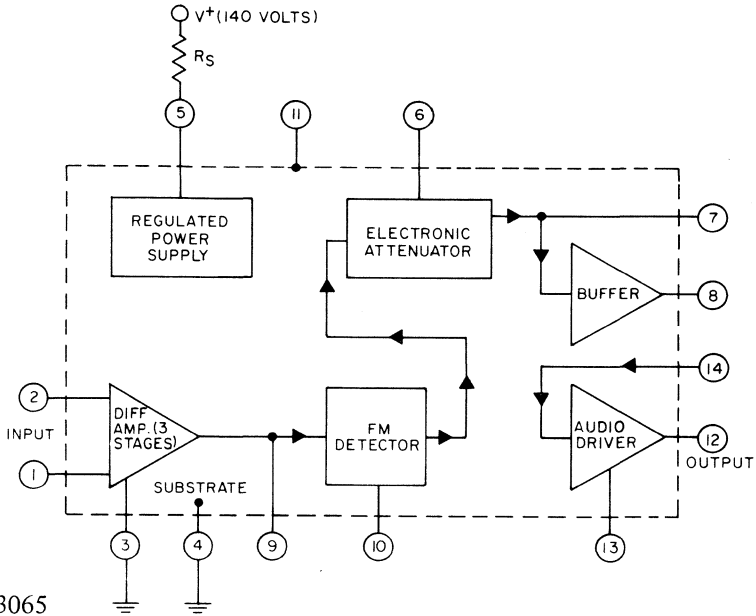 V+ (140 VOLTS)
RS
5
11
6
REGULATED
POWER
SUPPLY
ELECTRONIC
ATTENUATOR
7
BUFFER
8
14
2
DIFF
AMP. (3
STAGES)
INPUT
1
FM
DETECTOR
AUDIO
DRIVER
12
OUTPUT
SUBSTRATE
3
4
9
10
13
3065